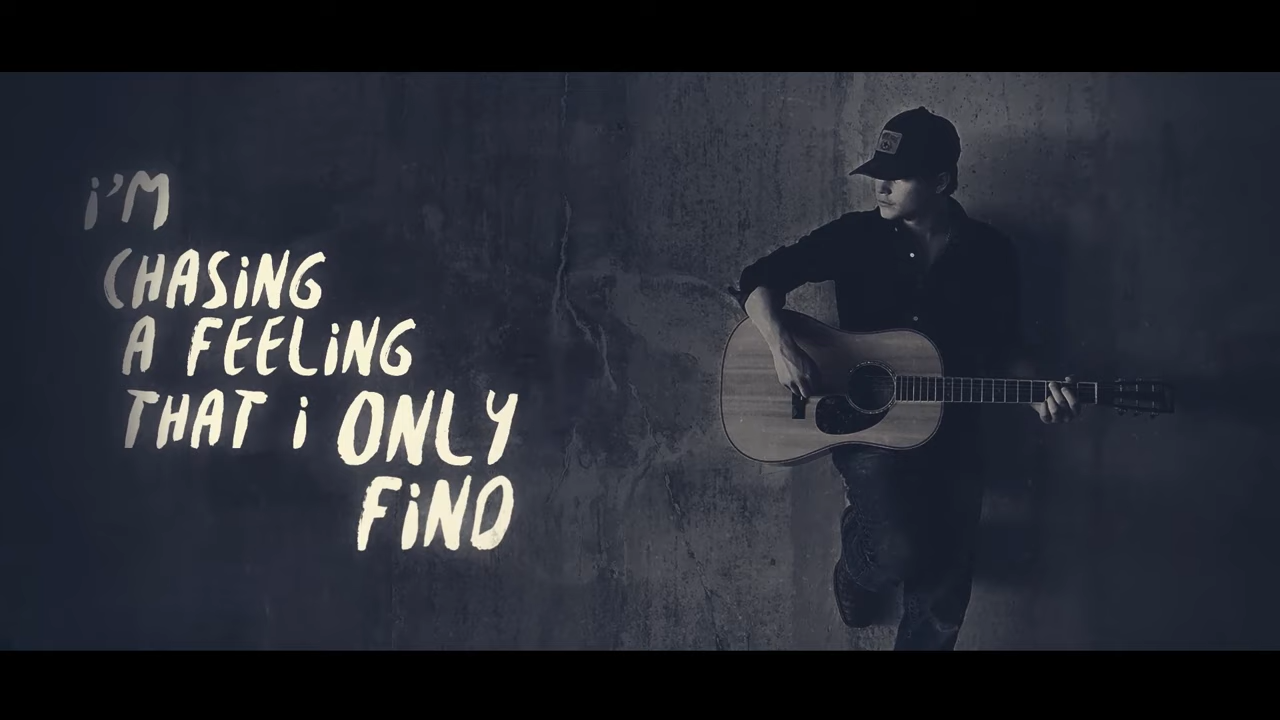 i'M
CHASiNG
A FEELiNG
THAT i ONLY
FiND